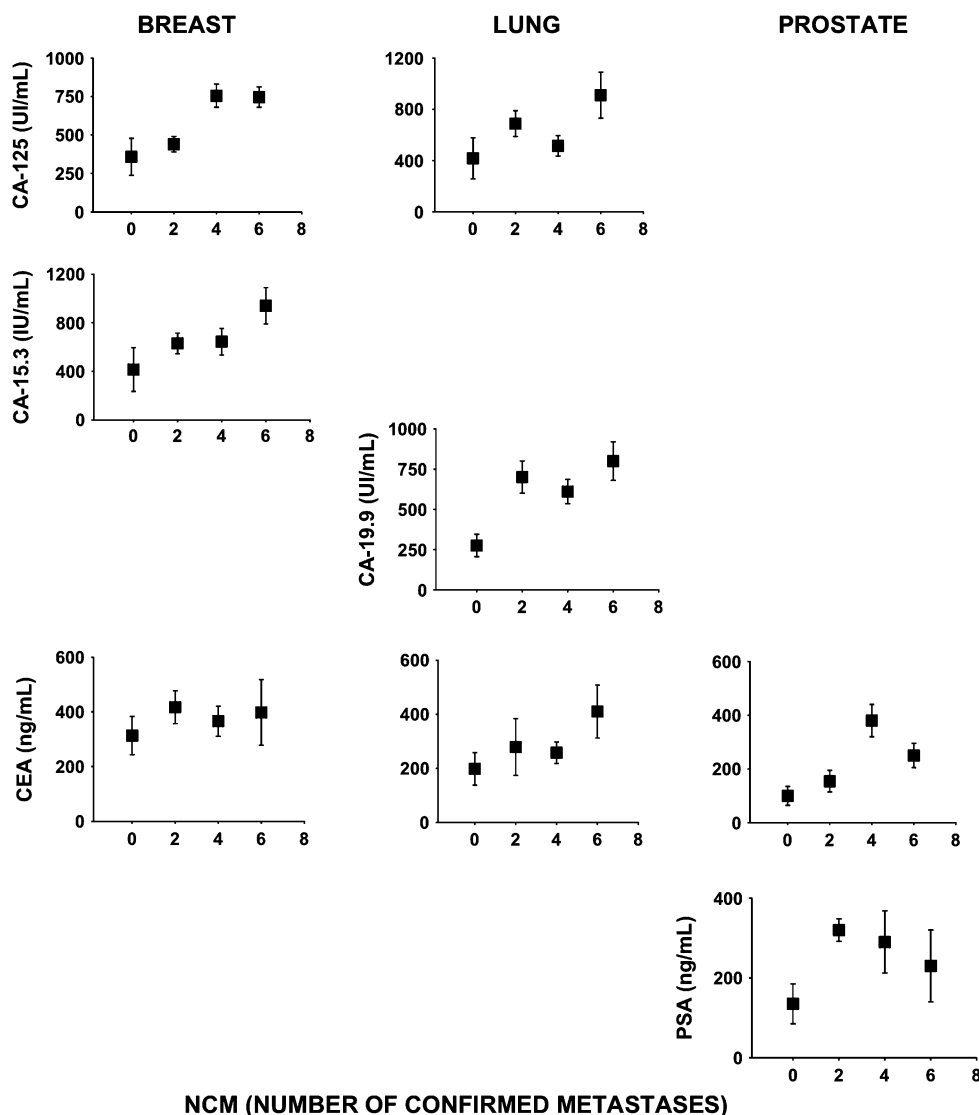 BREAST LUNG PROSTATE
CA-125 (UI/mL)
1000
750
500
250
0
0 2 4 6 8
1200
800
400
0
0 2 4 6 8
CA-15.3 (IU/mL)
1200
800
400
0
0 2 4 6 8
CA-19.9 (UI/mL)
1000
750
500
250
0
0 2 4 6 8
CEA (ng/mL)
600
400
200
0
0 2 4 6 8
600
400
200
0
0 2 4 6 8
600
400
200
0
0 2 4 6 8
PSA (ng/mL)
400
200
0
0 2 4 6 8
NCM (NUMBER OF CONFIRMED METASTASES)